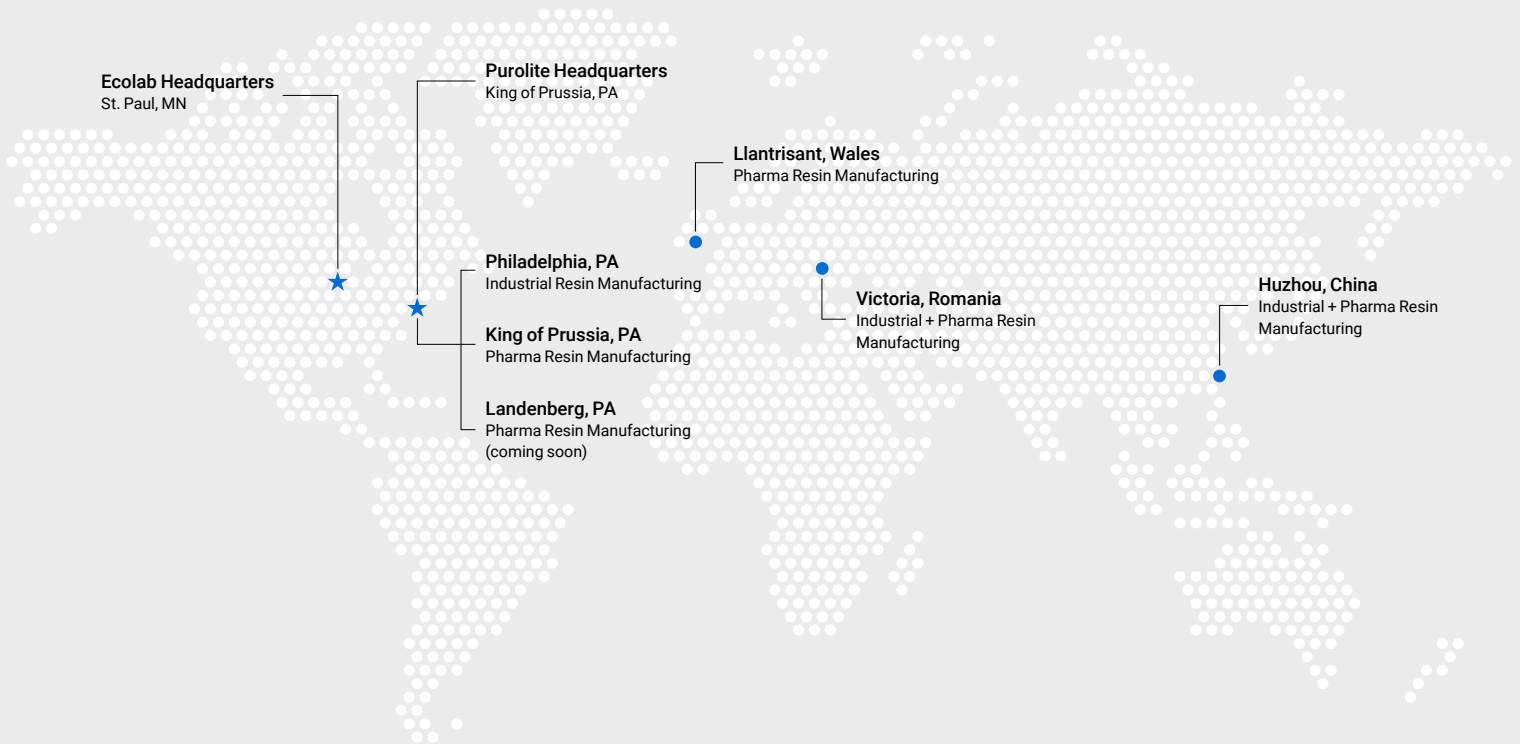 Ecolab Headquarters
St. Paul, MN
Purolite Headquarters
King of Prussia, PA
Llantrisant, Wales
Pharma Resin Manufacturing
Philadelphia, PA
Industrial Resin Manufacturing
King of Prussia, PA
Pharma Resin Manufacturing
Landenberg, PA
Pharma Resin Manufacturing
(coming soon)
Victoria, Romania
Industrial + Pharma Resin
Manufacturing
Huzhou, China
Industrial + Pharma Resin
Manufacturing